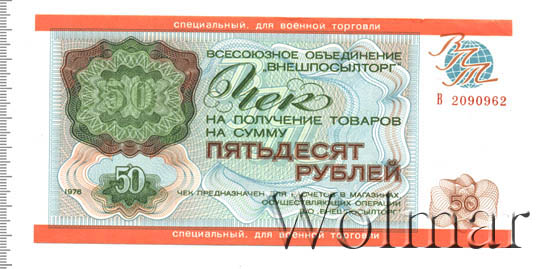 специальный. для военной торговли
ВСЕСОЮЗНОЕ ОБЪЕДИНЕНИЕ
„ВНЕШПОСЫЛТОРГ"
ВПТ
50
Чек
В 2090962
НА ПОЛУЧЕНИЕ ТОВАРОВ
НА СУММУ
ПЯТЬДЕСЯТ
РУБЛЕЙ
1976
50
ЧЕК ПРЕДНАЗНАЧЕН ДЛЯ РАСЧЕТОВ В МАГАЗИНАХ
ОСУЩЕСТВЛЯЮЩИХ ОПЕРАЦИИ
В/О ВНЕШПОСЫЛТОРГ
50
специальный. для военной торговли
Wolmar